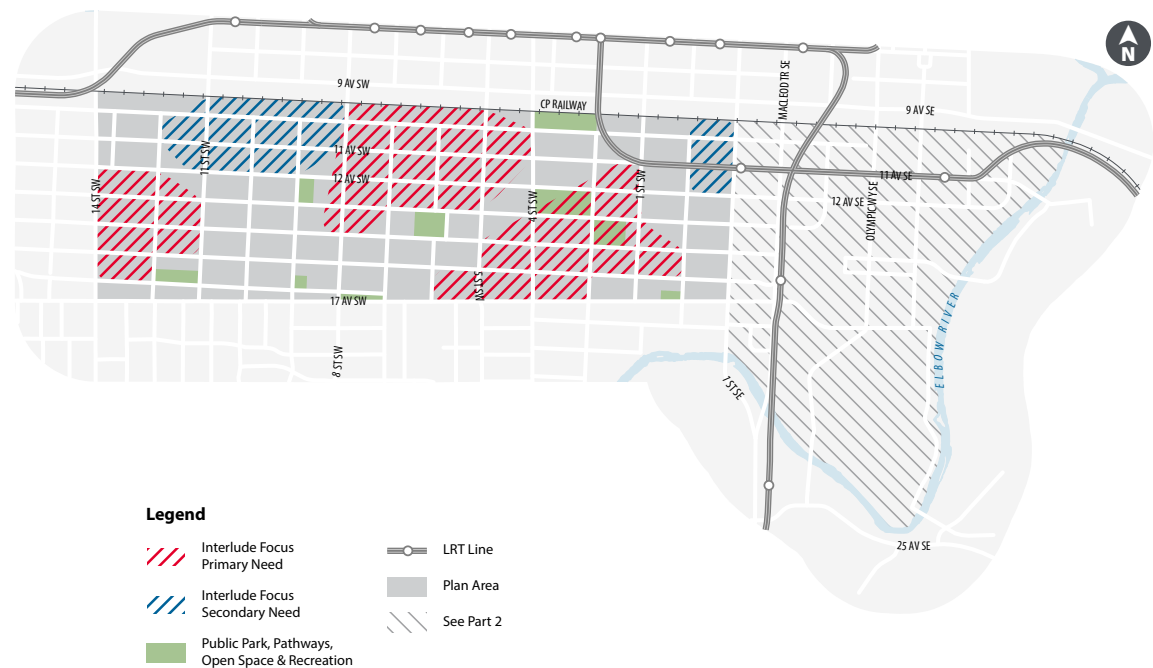 N
9 AV SW
MACLEOD TR SE
CP RAILWAY
9 AV SE
11 ST SW
11 AV SW
12 AV SW
14 ST SW
4 ST SW
1 ST SW
11 AV SE
12 AV SE
OLYMPIC WY SE
5 ST SW
17 AV SW
ELBOW RIVER
8 ST SW
7 ST SE
25 AV SE
Legend
Interlude Focus
Primary Need
Interlude Focus
Secondary Need
Public Park, Pathways,
Open Space & Recreation
LRT Line
Plan Area
See Part 2